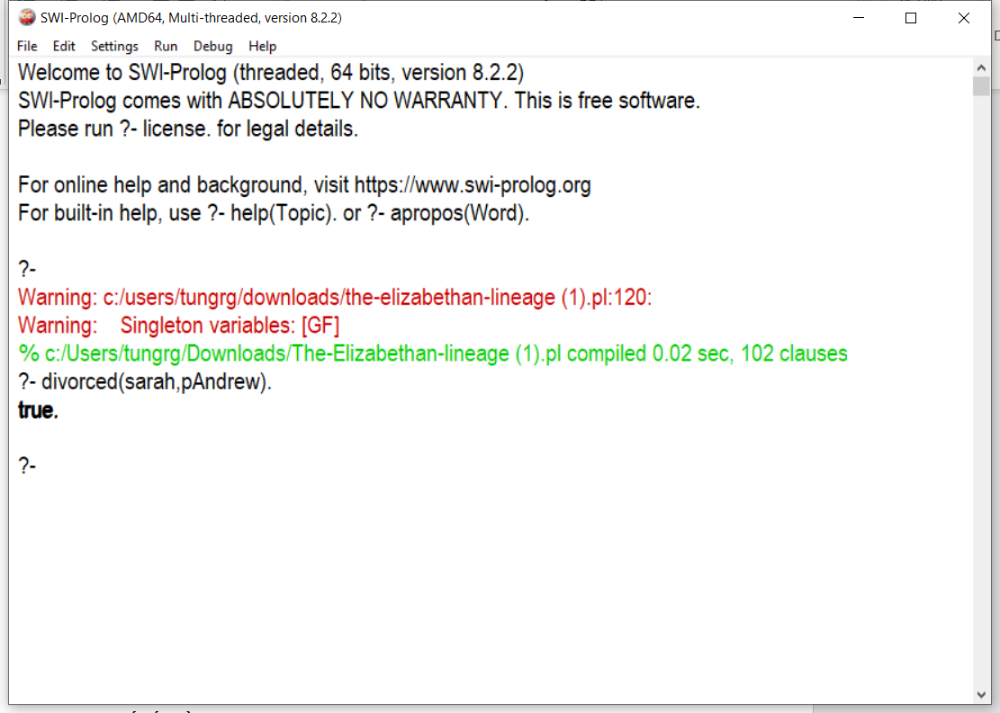 SWI-Prolog (AMD64, Multi-threaded, version 8.2.2)
File Edit Settings Run Debug Help
Welcome to SWI-Prolog (threaded, 64 bits, version 8.2.2)
SWI-Prolog comes with ABSOLUTELY NO WARRANTY. This is free software.
Please run ?- license. for legal details.
For online help and background, visit https://www.swi-prolog.org
For built-in help, use ?- help(Topic). or ?- apropos(Word).
?-
Warning: c:/users/tungrg/downloads/the-elizabethan-lineage (1).pl:120:
Warning:    Singleton variables: [GF]
% c:/Users/tungrg/Downloads/The-Elizabethan-lineage (1).pl compiled 0.02 sec, 102 clauses
?- divorced(sarah,pAndrew).
true.
?-